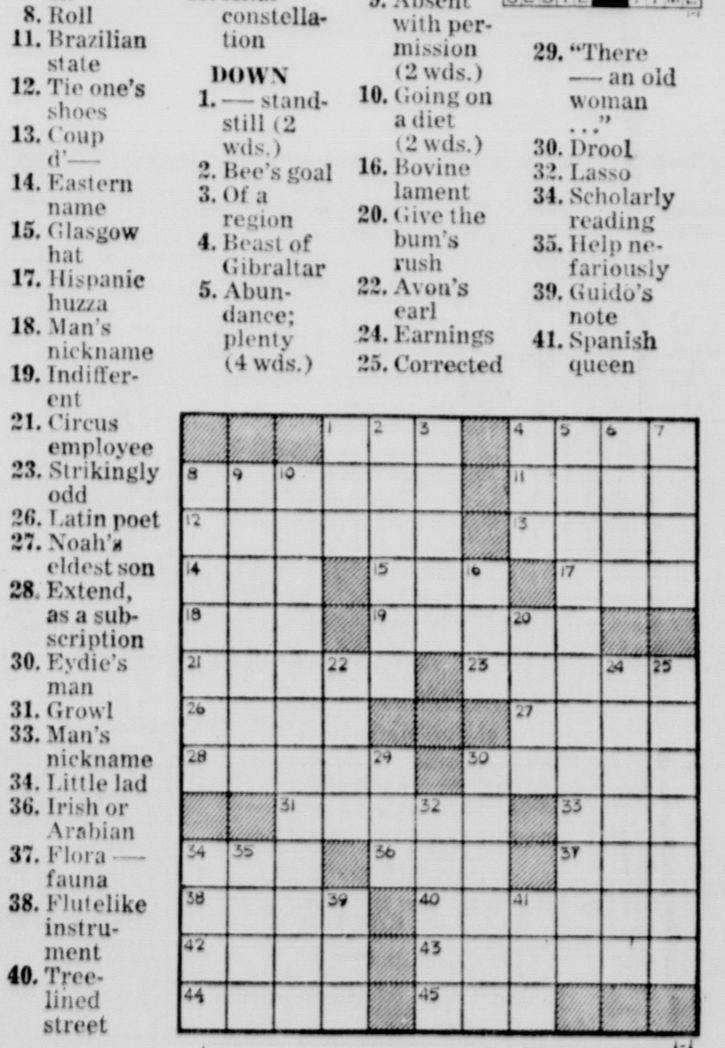 8. Roll
11. Brazilian
state
12. Tie one's
shoes
13. Coup
d'—
14. Eastern
name
15. Glasgow
hat
17. Hispanic
huzza
18. Man's
nickname
19. Indiffer-
ent
21. Circus
employee
23. Strikingly
odd
26. Latin poet
27. Noah's
eldest son
28. Extend,
as a sub-
scription
30. Eydie's
man
31. Growl
33. Man's
nickname
34. Little lad
36. Irish or
Arabian
37. Flora —
fauna
38. Flutelike
instru-
ment
40. Tree-
lined
street
constella-
tion
DOWN
1. — stand-
still (2
wds.)
2. Bee's goal
3. Of a
region
4. Beast of
Gibraltar
5. Abun-
dance;
plenty
(4 wds.)
9. Absent
with per-
mission
(2 wds.)
10. Going on
a diet
(2 wds.)
16. Bovine
lament
20. Give the
bum's
rush
22. Avon's
earl
24. Earnings
25. Corrected
29. "There
— an old
woman
..."
30. Drool
32. Lasso
34. Scholarly
reading
35. Help ne-
fariously
39. Guido's
note
41. Spanish
queen
1 2 3 4 5 6 7
8 9 10 11
12 13
14 15 16 17
18 19 20
21 22 23 24 25
26 27
28 29 30
31 32 33
34 35 36 37
38 39 40 41
42 43
44 45